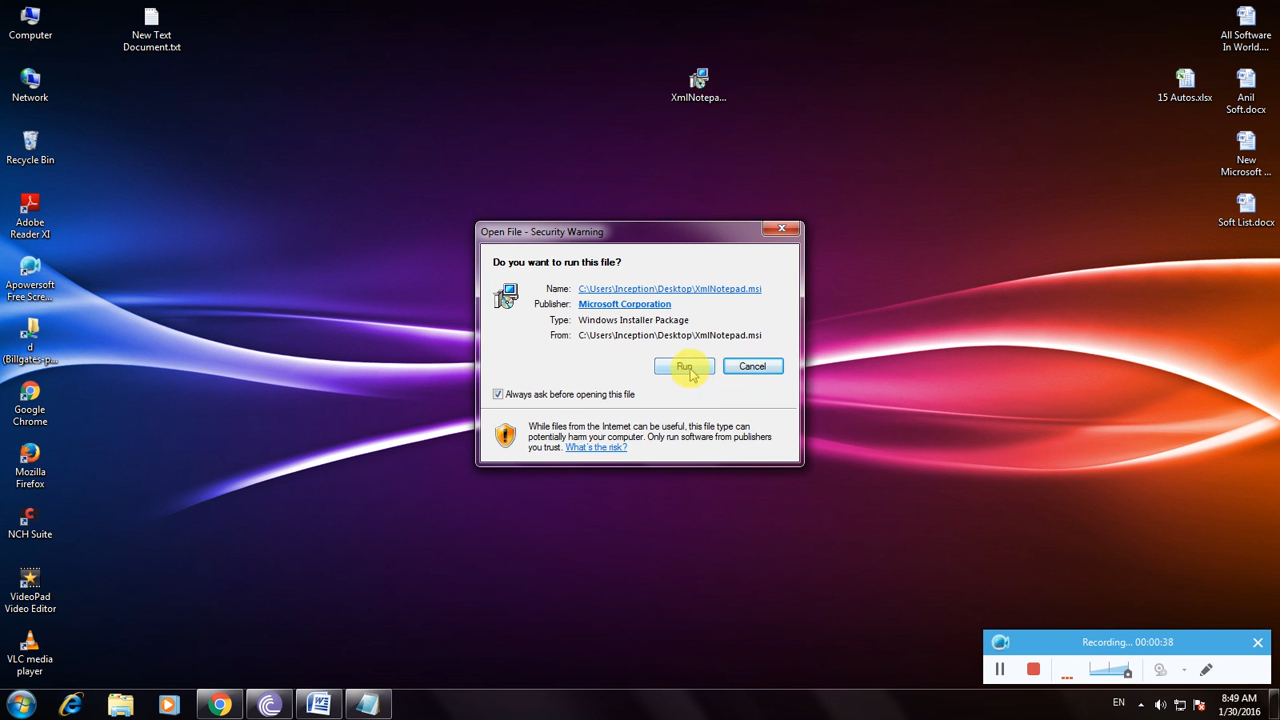 Computer
New Text
Document.txt
Network
Recycle Bin
Adobe
Reader XI
Apowersoft
Free Scre...
d
(Billgates-p...
Google
Chrome
Mozilla
Firefox
NCH Suite
VideoPad
Video Editor
VLC media
player
XmlNotepa...
All Software
In World....
15 Autos.xlsx
Anil
Soft.docx
New
Microsoft ...
Soft List.docx
Open File - Security Warning
Do you want to run this file?
Name: C:\Users\Inception\Desktop\XmlNotepad.msi
Publisher: Microsoft Corporation
Type: Windows Installer Package
From: C:\Users\Inception\Desktop\XmlNotepad.msi
Run Cancel
Always ask before opening this file
While files from the Internet can be useful, this file type can
potentially harm your computer. Only run software from publishers
you trust. What's the risk?
Recording... 00:00:38
EN
8:49 AM
1/30/2016